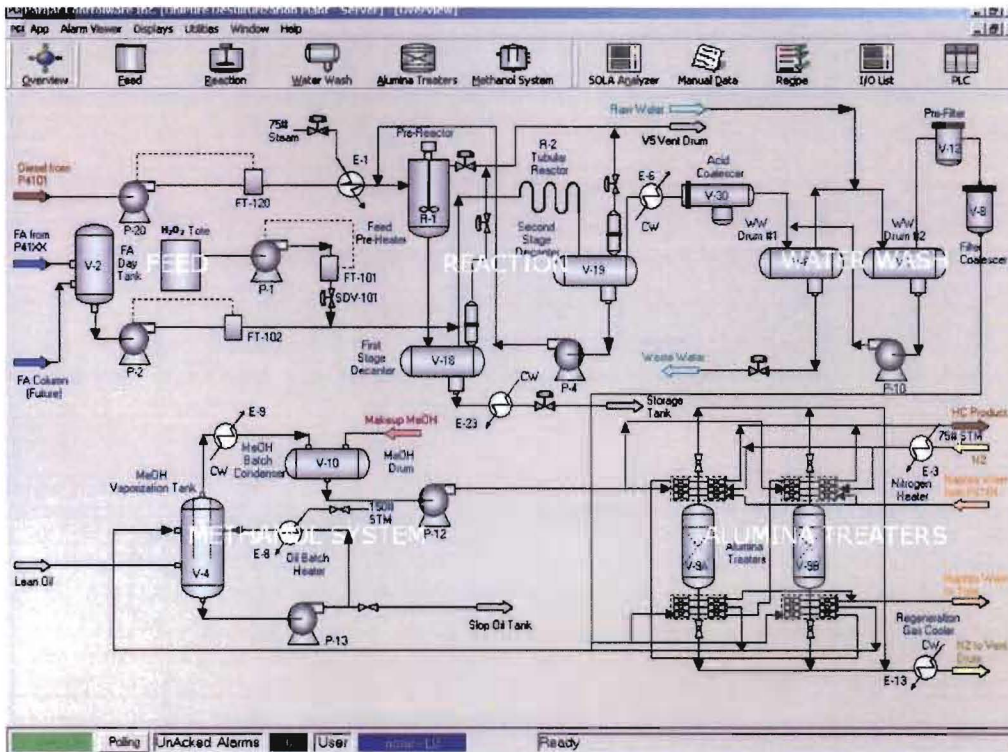 App Alarm Viewer Displays Utilities Window Help
Overview
Feed
Reaction
Water Wash
Alumina Treaters
Methanol System
SOLA Analyzer
Manual Data
Recipe
I/O List
PLC
75# Steam
Pre-Reactor
Raw Water
Pre-Filter
V-12
Diesel from P4101
E-1
V5 Vent Drum
R-2 Tubular Reactor
E-6
Acid Coalescer
V-30
P-20
FT-120
R-1
CW
V-8
FA from P41XX
V-2
FA Day Tank
H2O2 Tote
P-1
FT-101
SDV-101
Feed Pre-Heater
Second Stage
V-19
WW Drum #1
WW Drum #2
Filter Coalescer
FEED
REACTION
WATER WASH
P-2
FT-102
First Stage Decanter
V-18
P-4
Waste Water
P-10
FA Column (Future)
CW
E-23
Storage Tank
E-9
CW
MeOH Batch Condenser
V-10
Makeup MeOH
MeOH Drum
HC Product
75# STM
N2
E-3
Nitrogen Heater
MeOH Vaporization Tank
150# STM
P-12
METHANOL SYSTEM
ALUMINA TREATERS
E-8
Oil Batch Heater
V-4
Lean Oil
V-9A
Alumina Treaters
V-9B
P-13
Slop Oil Tank
Regeneration Gas Cooler
CW
E-13
N2 to Vent Drum
Polling
UnAcked Alarms
User
Ready